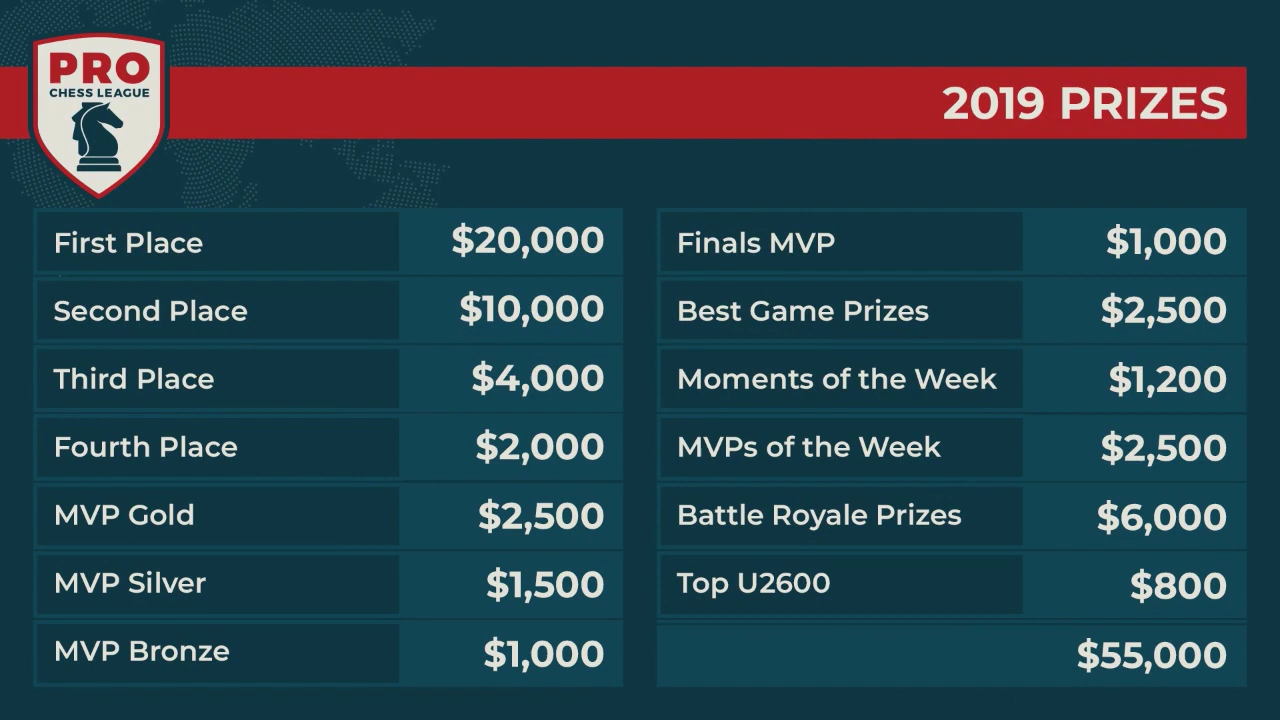 PRO
CHESS LEAGUE
2019 PRIZES
First Place $20,000
Second Place $10,000
Third Place $4,000
Fourth Place $2,000
MVP Gold $2,500
MVP Silver $1,500
MVP Bronze $1,000
Finals MVP $1,000
Best Game Prizes $2,500
Moments of the Week $1,200
MVPs of the Week $2,500
Battle Royale Prizes $6,000
Top U2600 $800
$55,000